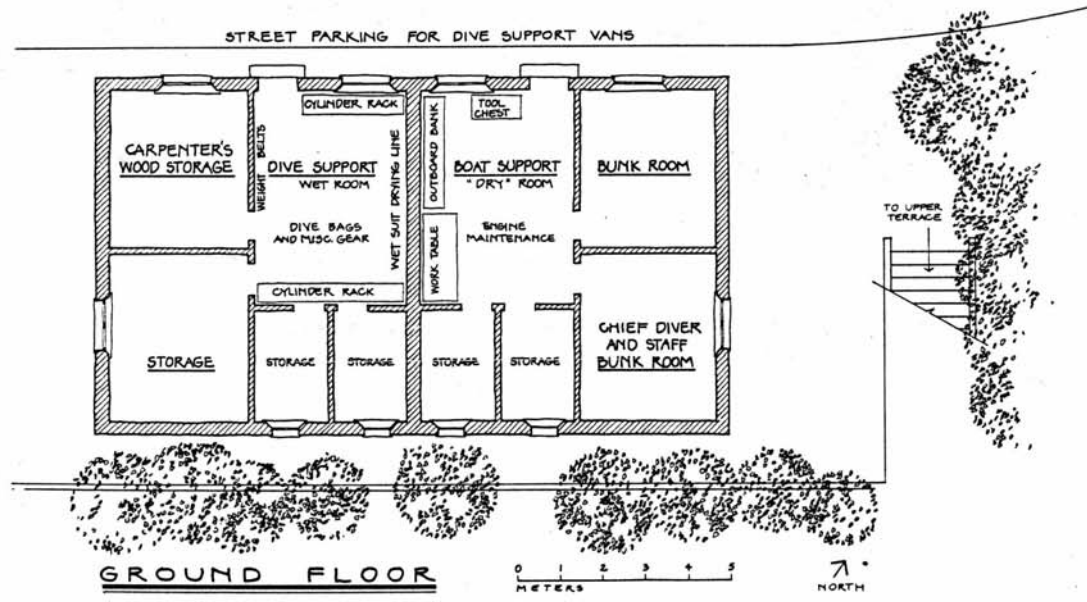 STREET PARKING FOR DIVE SUPPORT VANS
CYLINDER RACK
TOOL
CHEST
OUTBOARD BANK
WEIGHT BELTS
WET SUIT DRYING LINE
CARPENTER'S
WOOD STORAGE
DIVE SUPPORT
WET ROOM
BOAT SUPPORT
"DRY" ROOM
BUNK ROOM
TO UPPER
TERRACE
DIVE BAGS
AND MISC. GEAR
ENGINE
MAINTENANCE
WORK TABLE
CYLINDER RACK
STORAGE
STORAGE
STORAGE
STORAGE
STORAGE
CHIEF DIVER
AND STAFF
BUNK ROOM
GROUND FLOOR
0 1 2 3 4 5
METERS
NORTH